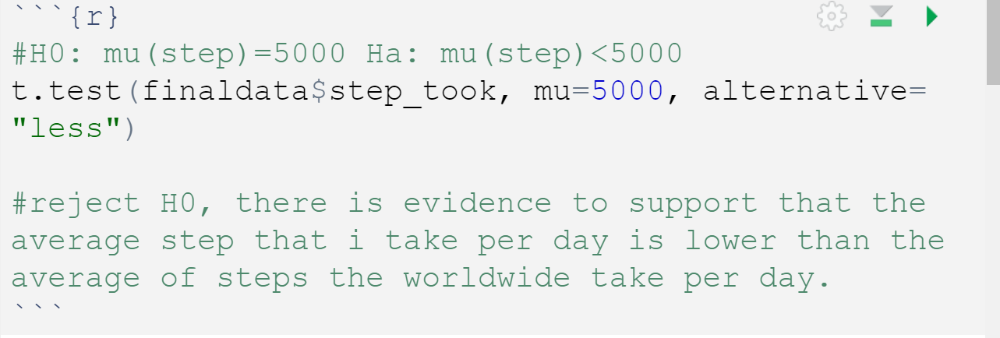 ```{r}
#H0: mu(step)=5000 Ha: mu(step)<5000
t.test(finaldata$step_took, mu=5000, alternative=
"less")
#reject H0, there is evidence to support that the
average step that i take per day is lower than the
average of steps the worldwide take per day.
```